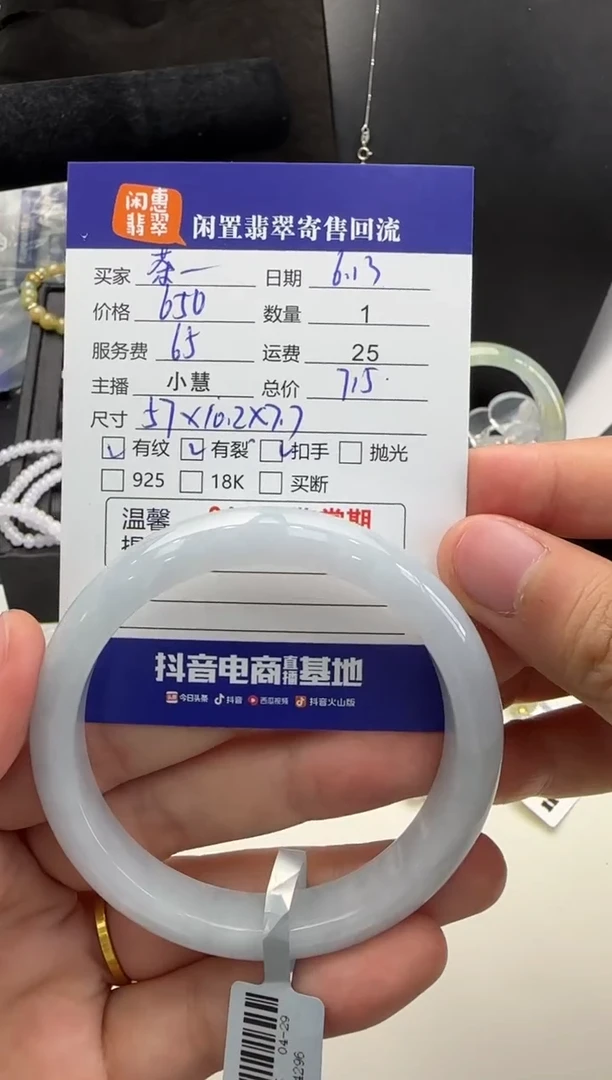 闲惠
翡翠
闲置翡翠寄售回流
买家 茶一 日期 6.13
价格 650 数量 1
服务费 65 运费 25
主播 小慧 总价 715
尺寸 57×10.2×7.7
有纹 有裂 扣手 抛光
925 18K 买断
温馨
抖音电商直播基地
今日头条 抖音 西瓜视频 抖音火山版
04-29
4296